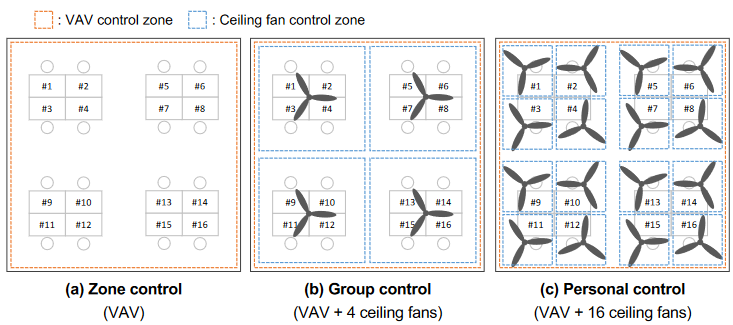 : VAV control zone : Ceiling fan control zone
#1 #2 #5 #6 #1 #2 #5 #6 #1 #2 #5 #6
#3 #4 #7 #8 #3 #4 #7 #8 #3 #4 #7 #8
#9 #10 #13 #14 #9 #10 #13 #14 #9 #10 #13 #14
#11 #12 #15 #16 #11 #12 #15 #16 #11 #12 #15 #16
(a) Zone control (b) Group control (c) Personal control
(VAV) (VAV + 4 ceiling fans) (VAV + 16 ceiling fans)